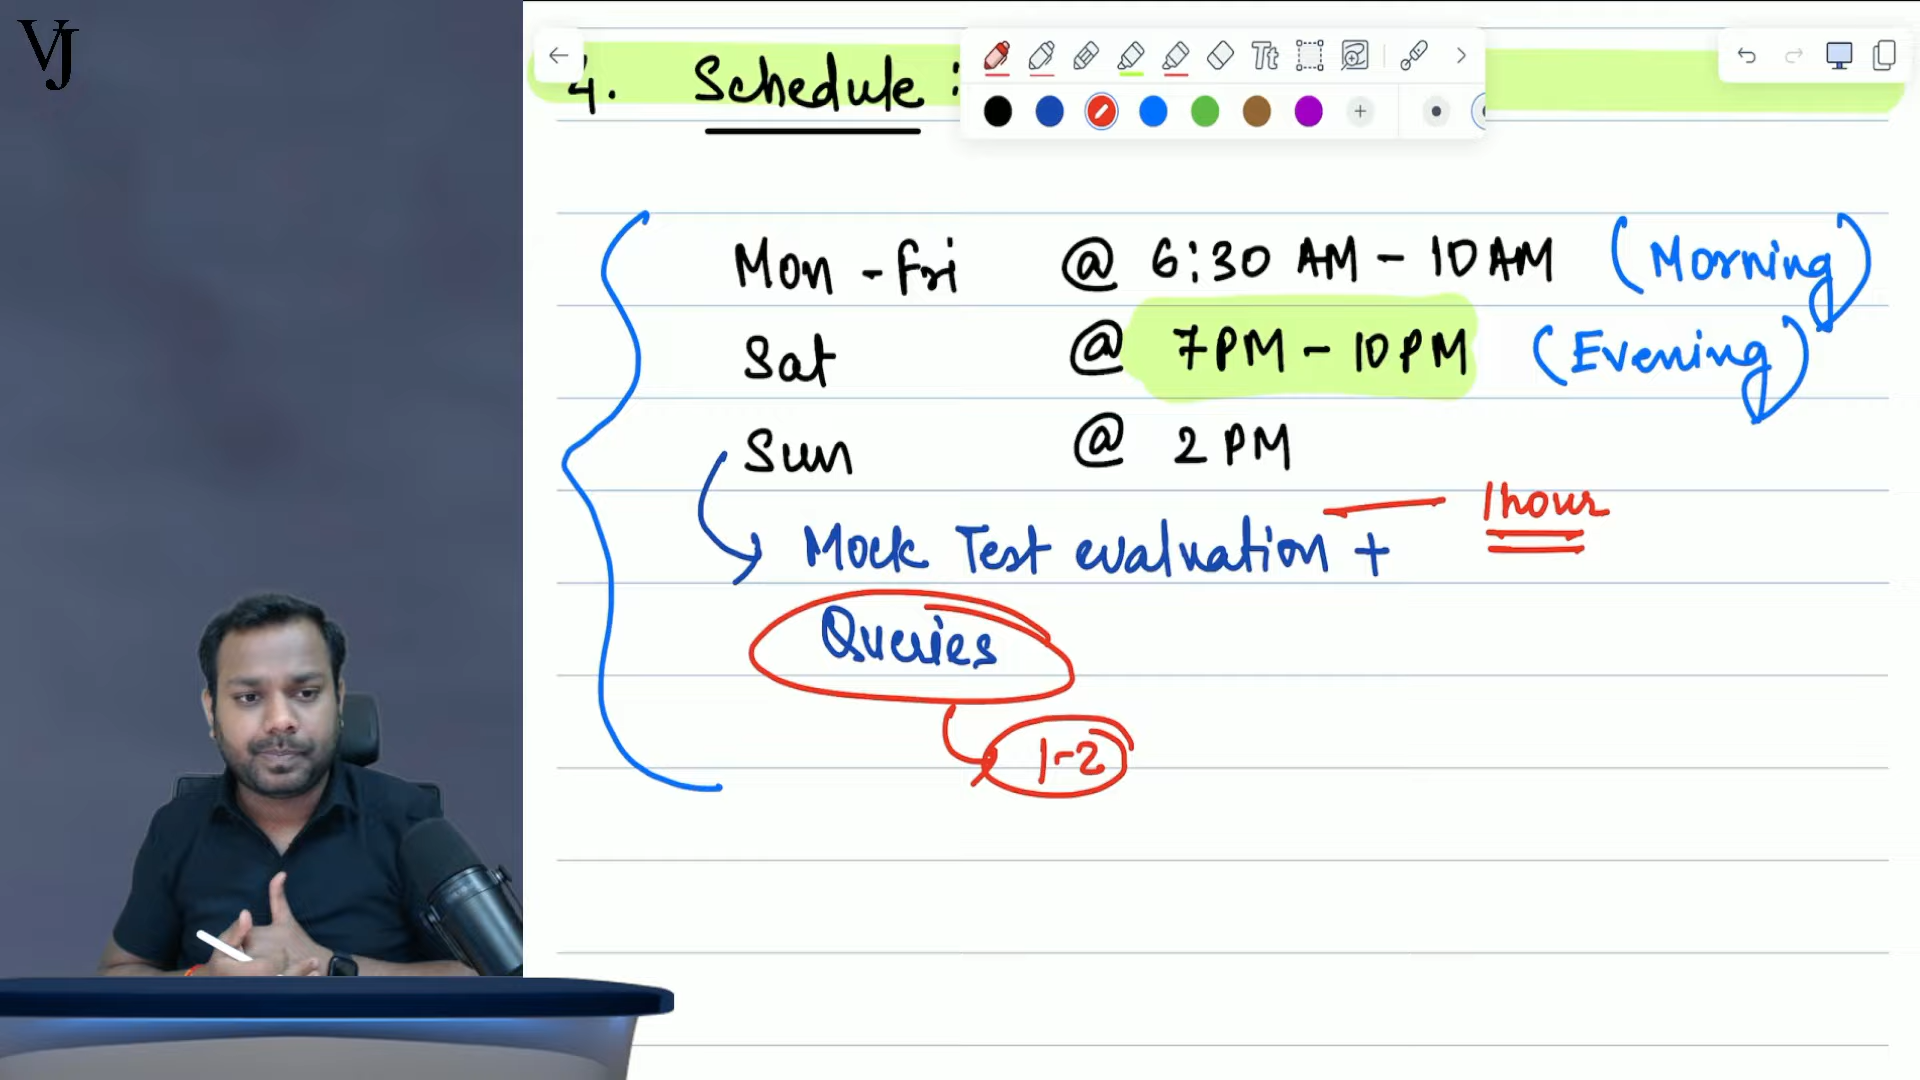 VJ
4. Schedule :
Tt
Mon - Fri @ 6:30 AM - 10 AM (Morning)
Sat @ 7PM - 10PM (Evening)
Sun @ 2 PM
1 hour
Mock Test evaluation +
Queries
1-2